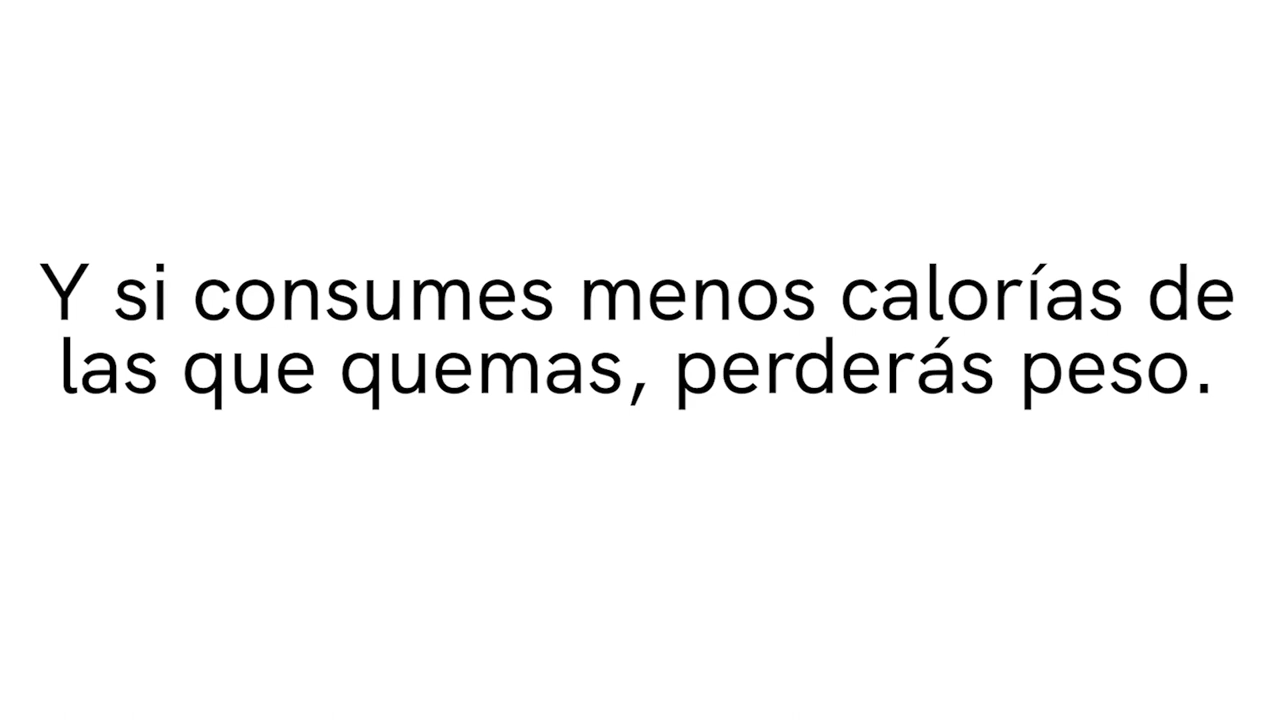 Y si consumes menos calorías de
las que quemas, perderás peso.